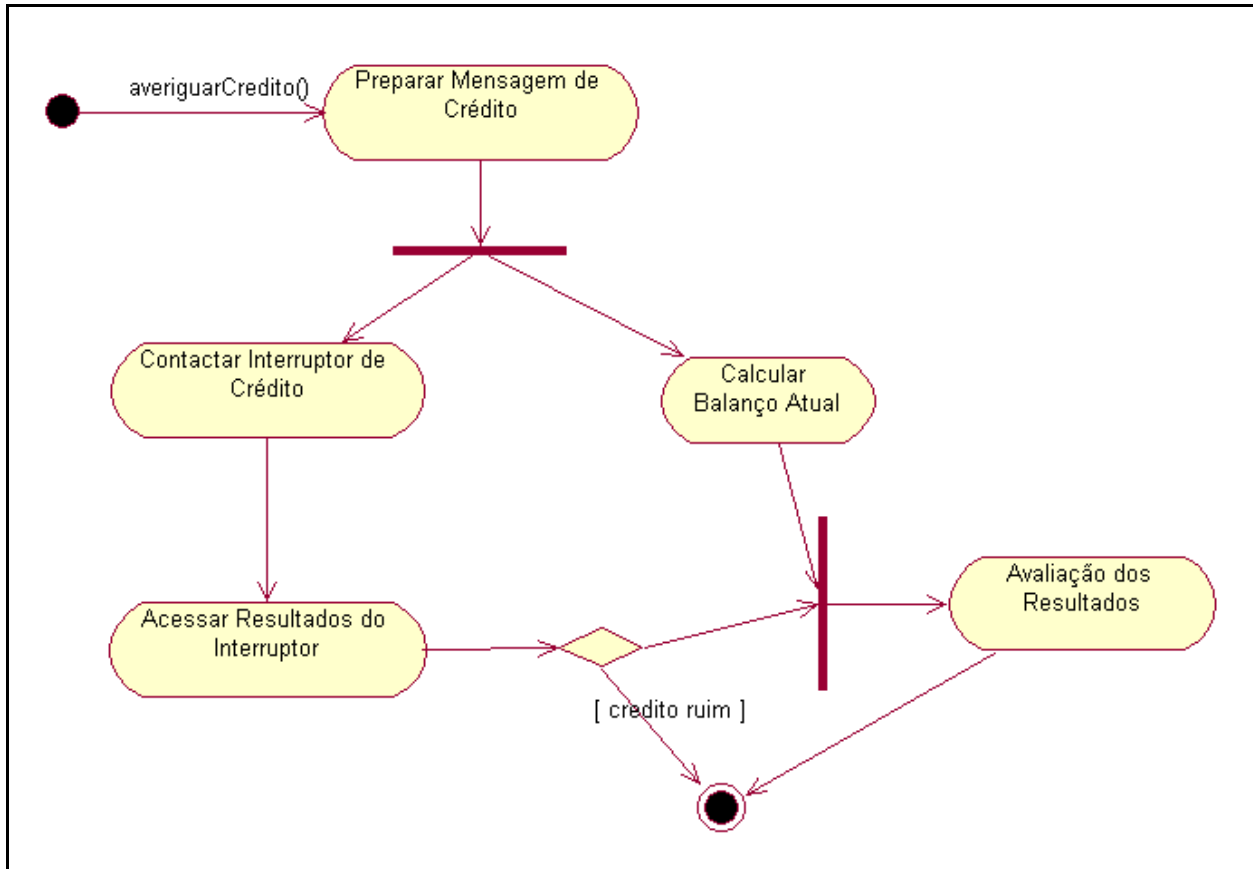 averiguarCredito()
Preparar Mensagem de
Crédito
Contactar Interruptor de
Crédito
Calcular
Balanço Atual
Acessar Resultados do
Interruptor
Avaliação dos
Resultados
[ credito ruim ]